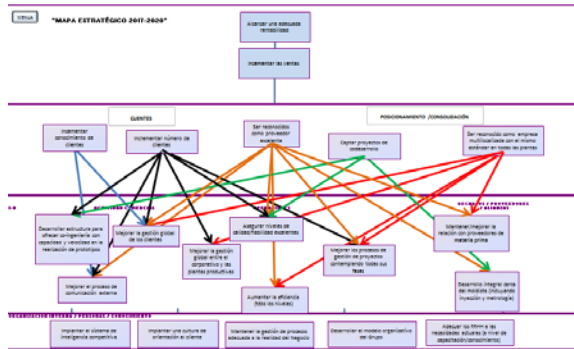 "MAPA ESTRATÉGICO 2017-2020"
Alcanzar una adecuada
rentabilidad
Incrementar las ventas
CLIENTES
POSICIONAMIENTO /CONSOLIDACIÓN
Incrementar
conocimiento de
clientes
Incrementar número de
clientes
Ser reconocidos
como proveedor
excelente
Captar proyectos de
codesarrollo
Ser reconocido como empresa
multilocalizada con el mismo
estándar en todas las plantas
Desarrollar estructura para
ofrecer co-ingeniería con
capacidad y velocidad en la
realización de prototipos
Mejorar la gestión global
de los clientes
Asegurar niveles de
calidad/fiabilidad excelentes
Mantener/mejorar la
relación con proveedores de
materia prima
Mejorar la gestión
global entre el
corporativo y las
plantas productivas
Mejorar los procesos de
gestión de proyectos
contemplando todas sus
fases
Mejorar el proceso de
comunicación externa
Aumentar la eficiencia
(todos los niveles)
Desarrollo integral cerca
del moldista (incluyendo
inyección y metrología)
Implantar el sistema de
inteligencia competitiva
Implantar una cultura de
orientación al cliente
Mantener la gestión de procesos
adecuada a la realidad del negocio
Desarrollar el modelo organizativo
del Grupo
Adecuar los RRHH a las
necesidades actuales (a nivel de
capacitación/conocimiento)